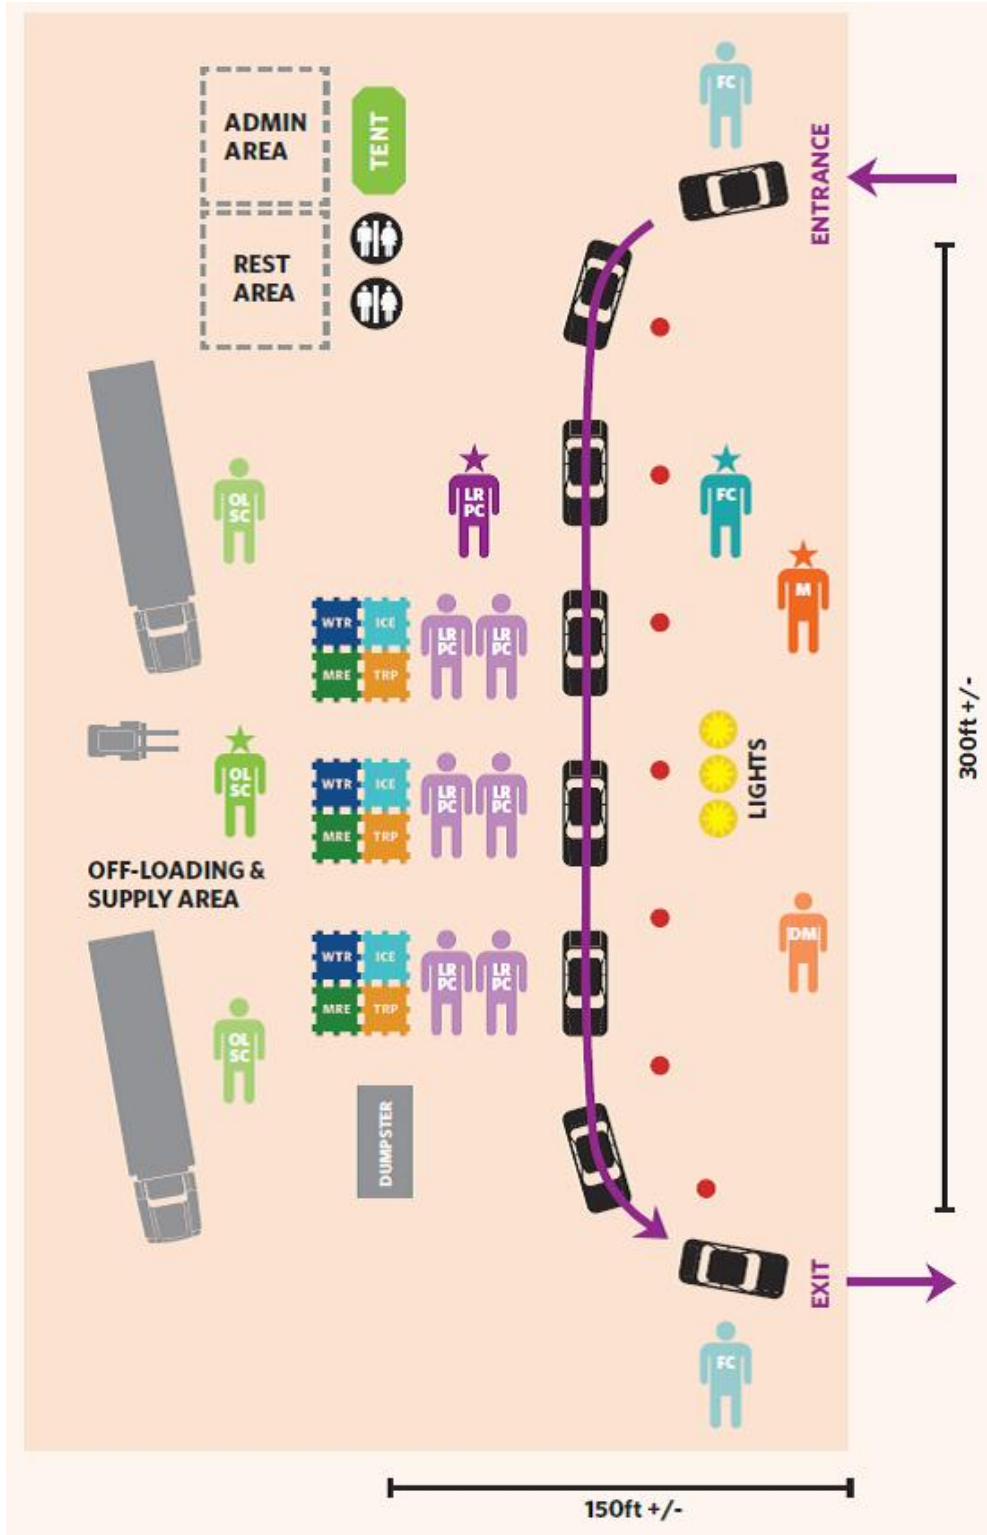 FC
ADMIN
AREA
TENT
ENTRANCE
REST
AREA
OL
SC
LR
PC
FC
M
WTR ICE
MRE TRP
LR
PC
LR
PC
300ft +/-
LIGHTS
OL
SC
WTR ICE
MRE TRP
LR
PC
LR
PC
OFF-LOADING &
SUPPLY AREA
DM
WTR ICE
MRE TRP
LR
PC
LR
PC
OL
SC
DUMPSTER
EXIT
FC
150ft +/-